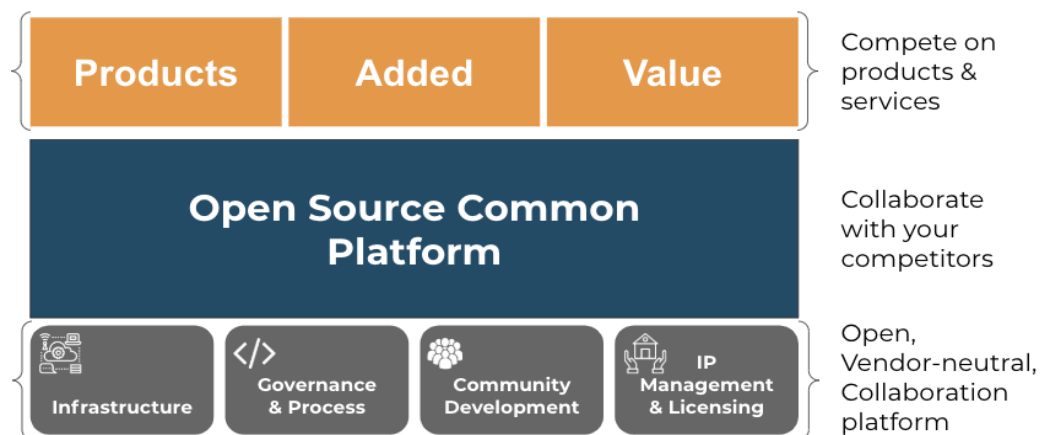 Products
Added
Value
Compete on
products &
services
Open Source Common
Platform
Collaborate
with your
competitors
Infrastructure
</>
Governance
& Process
Community
Development
IP
Management
& Licensing
Open,
Vendor-neutral,
Collaboration
platform